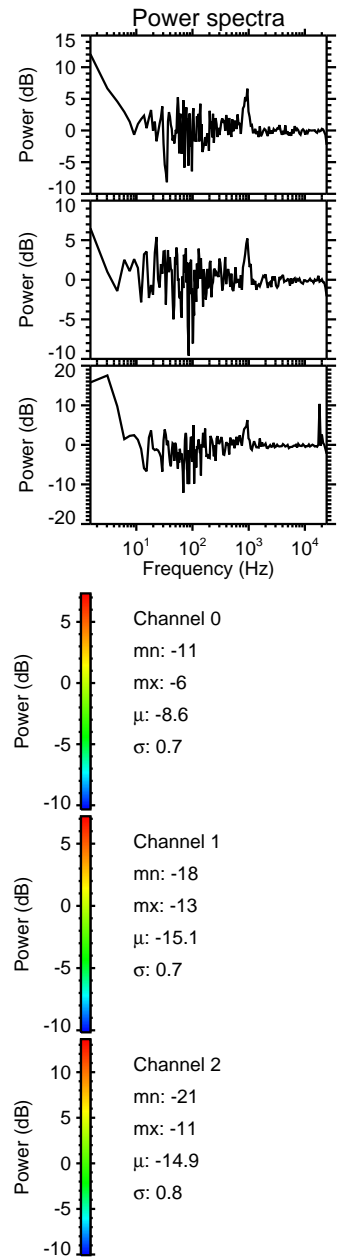 Power spectra
15
10
5
0
-5
-10
Power (dB)
10
5
0
-5
-10
Power (dB)
20
10
0
-10
-20
Power (dB)
10¹ 10² 10³ 10⁴
Frequency (Hz)
5
0
-5
-10
Power (dB)
Channel 0
mn: -11
mx: -6
μ: -8.6
σ: 0.7
5
0
-5
-10
Power (dB)
Channel 1
mn: -18
mx: -13
μ: -15.1
σ: 0.7
10
5
0
-5
-10
Power (dB)
Channel 2
mn: -21
mx: -11
μ: -14.9
σ: 0.8